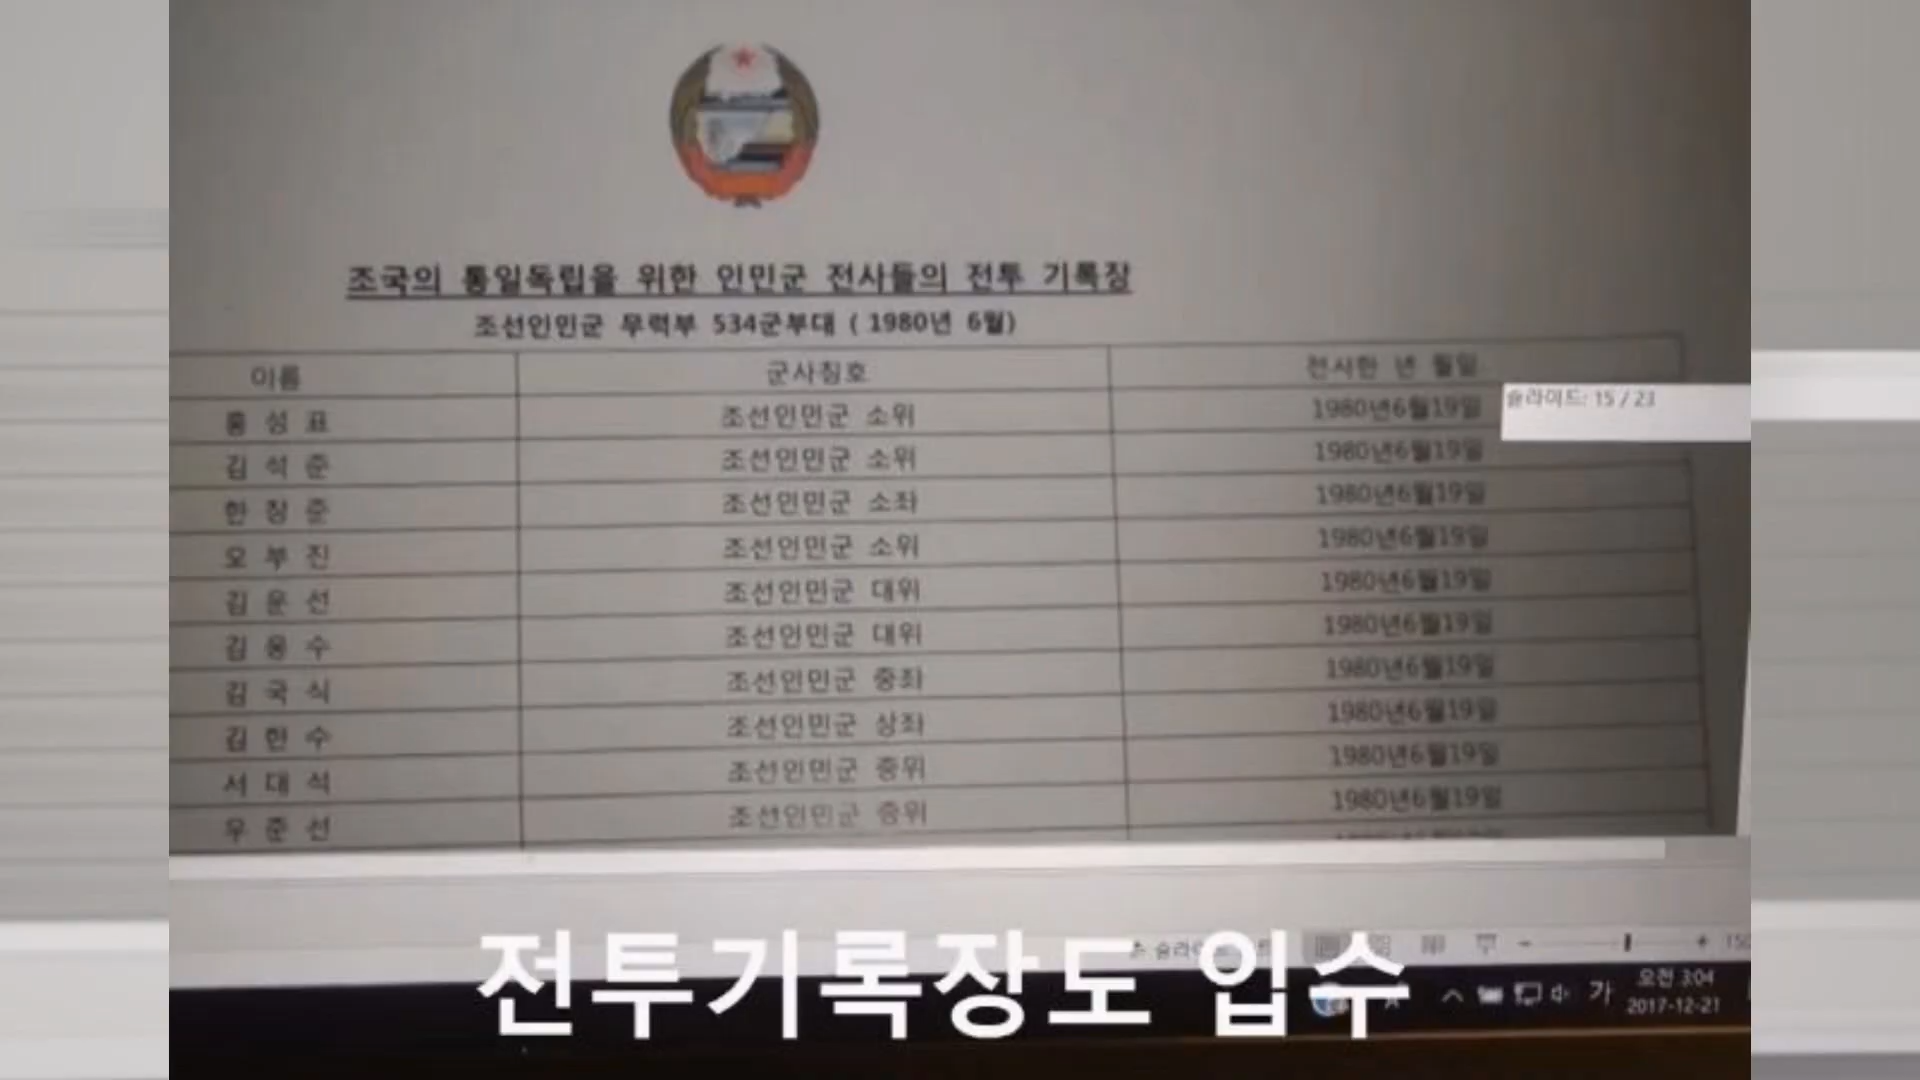 조국의 통일독립을 위한 인민군 전사들의 전투 기록장
조선인민군 무력부 534군부대 ( 1980년 6월)
이름 군사칭호 전사한 년 월일
홍 성 표 조선인민군 소위 1980년6월19일
슬라이드: 15 / 23
김 석 준 조선인민군 소위 1980년6월19일
한 창 준 조선인민군 소좌 1980년6월19일
오 부 진 조선인민군 소위 1980년6월19일
김 운 선 조선인민군 대위 1980년6월19일
김 용 수 조선인민군 대위 1980년6월19일
김 국 식 조선인민군 중좌 1980년6월19일
김 한 수 조선인민군 상좌 1980년6월19일
서 대 석 조선인민군 중위 1980년6월19일
우 준 선 조선인민군 중위 1980년6월19일
전투기록장도 입수
가 오전 3:04
2017-12-21